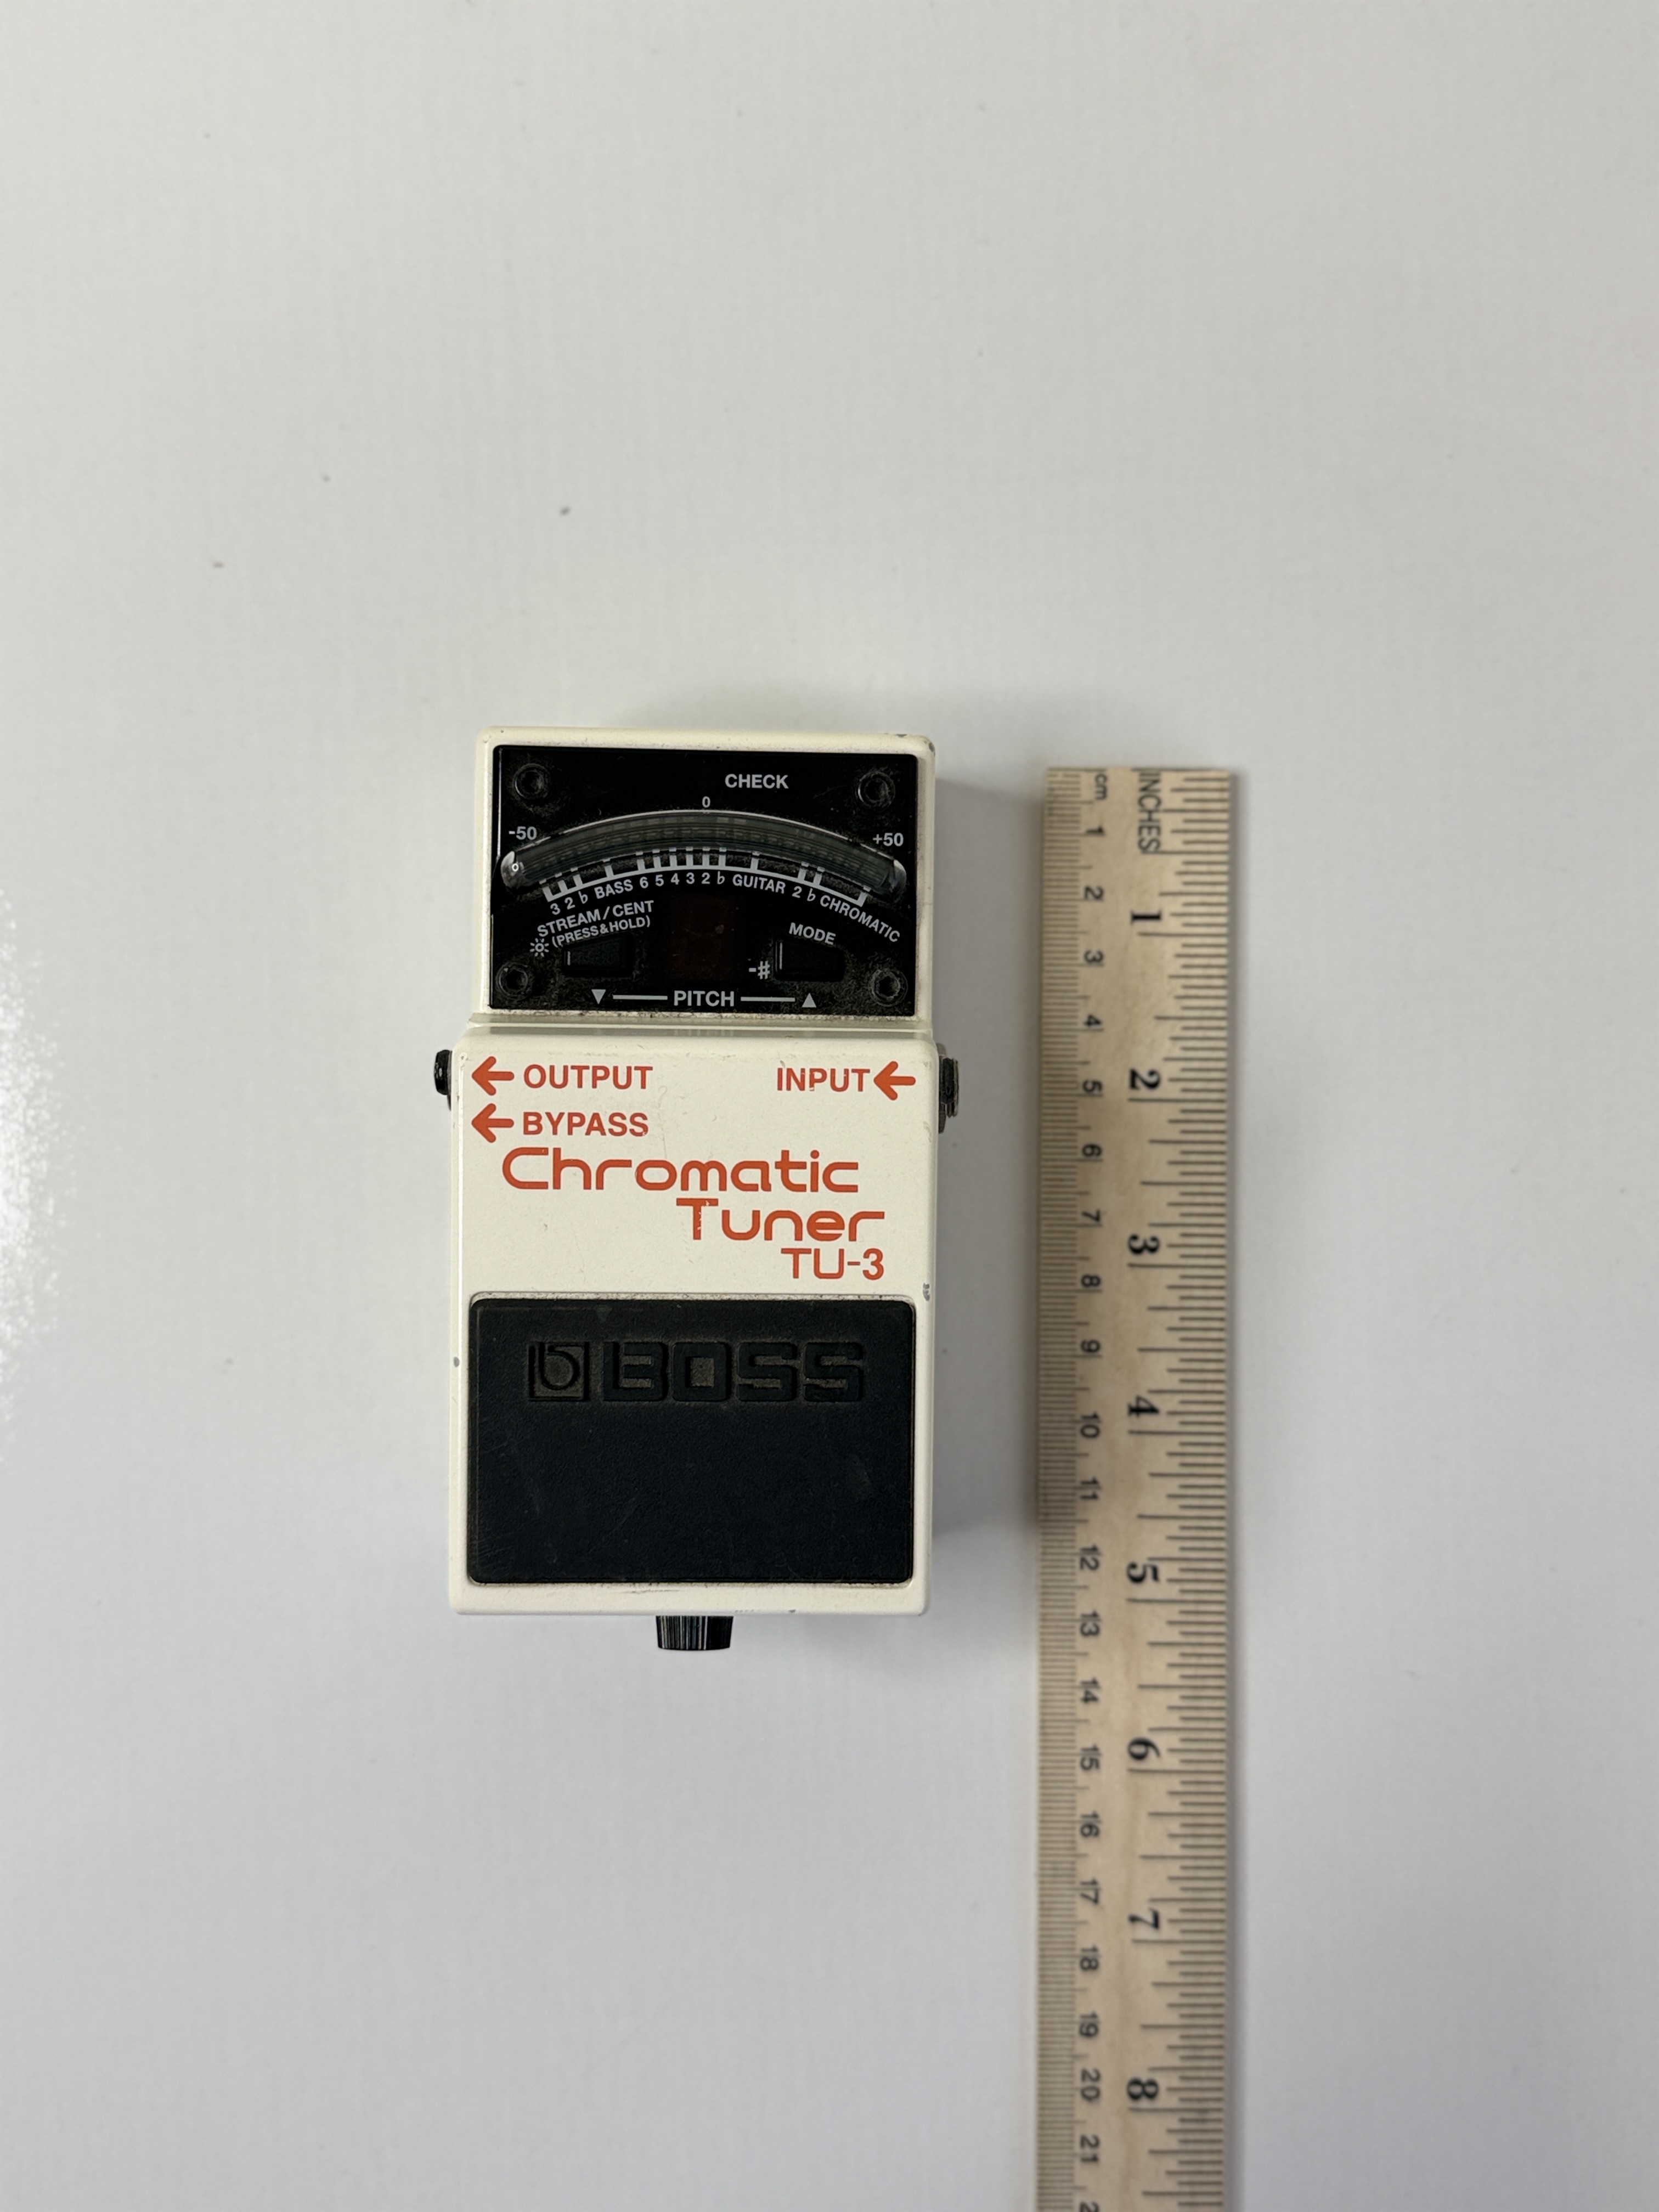 CHECK
0
-50 +50
3 2 ♭ BASS 6 5 4 3 2 ♭ GUITAR 2 ♭ CHROMATIC
STREAM/CENT
(PRESS&HOLD)
MODE
-♯
▼ PITCH ▲
← OUTPUT
INPUT ←
← BYPASS
Chromatic
Tuner
TU-3
BOSS
cm
1
2
3
4
5
6
7
8
9
10
11
12
13
14
15
16
17
18
19
20
21
INCHES
1
2
3
4
5
6
7
8